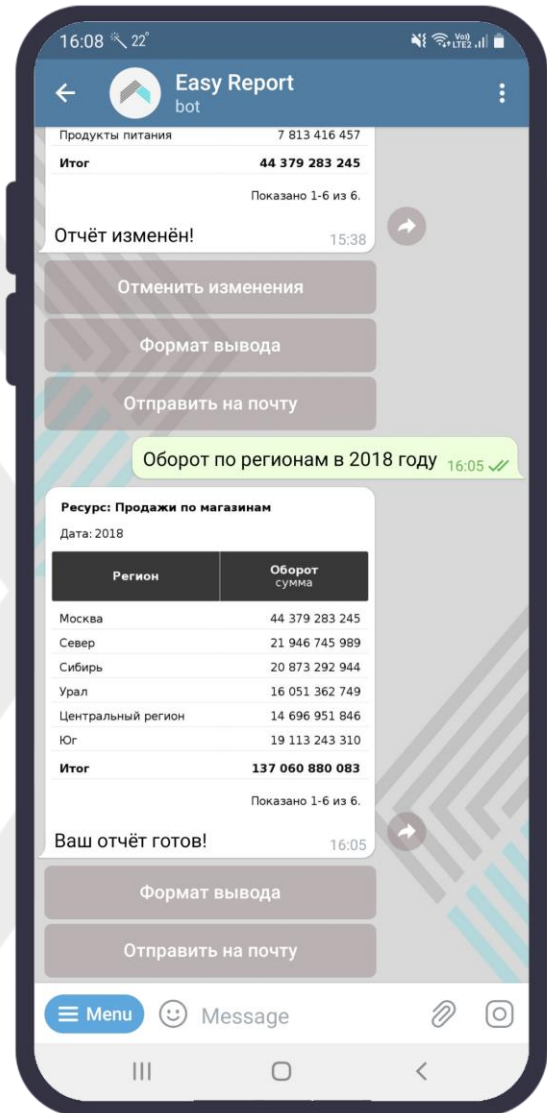 16:08 22°
Vo)) LTE2
Easy Report
bot
Продукты питания 7 813 416 457
Итог 44 379 283 245
Показано 1-6 из 6.
Отчёт изменён! 15:38
Отменить изменения
Формат вывода
Отправить на почту
Оборот по регионам в 2018 году 16:05
Ресурс: Продажи по магазинам
Дата: 2018
Регион Оборот
сумма
Москва 44 379 283 245
Север 21 946 745 989
Сибирь 20 873 292 944
Урал 16 051 362 749
Центральный регион 14 696 951 846
Юг 19 113 243 310
Итог 137 060 880 083
Показано 1-6 из 6.
Ваш отчёт готов! 16:05
Формат вывода
Отправить на почту
Menu Message